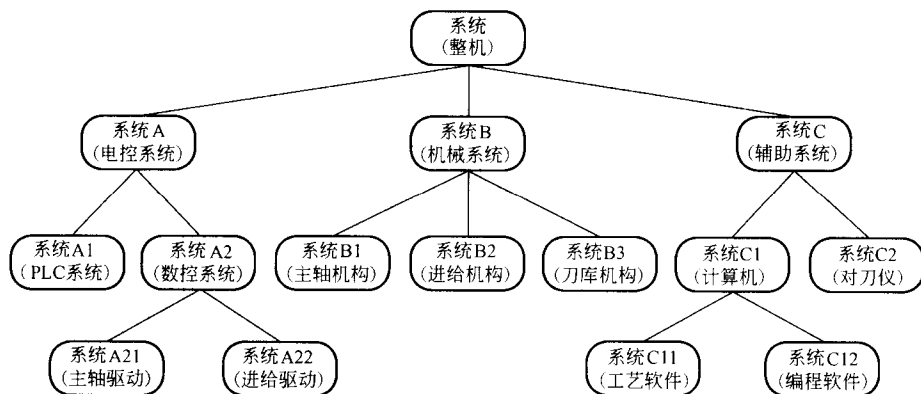 系统
(整机)
系统A
(电控系统)
系统B
(机械系统)
系统C
(辅助系统)
系统A1
(PLC系统)
系统A2
(数控系统)
系统B1
(主轴机构)
系统B2
(进给机构)
系统B3
(刀库机构)
系统C1
(计算机)
系统C2
(对刀仪)
系统A21
(主轴驱动)
系统A22
(进给驱动)
系统C11
(工艺软件)
系统C12
(编程软件)